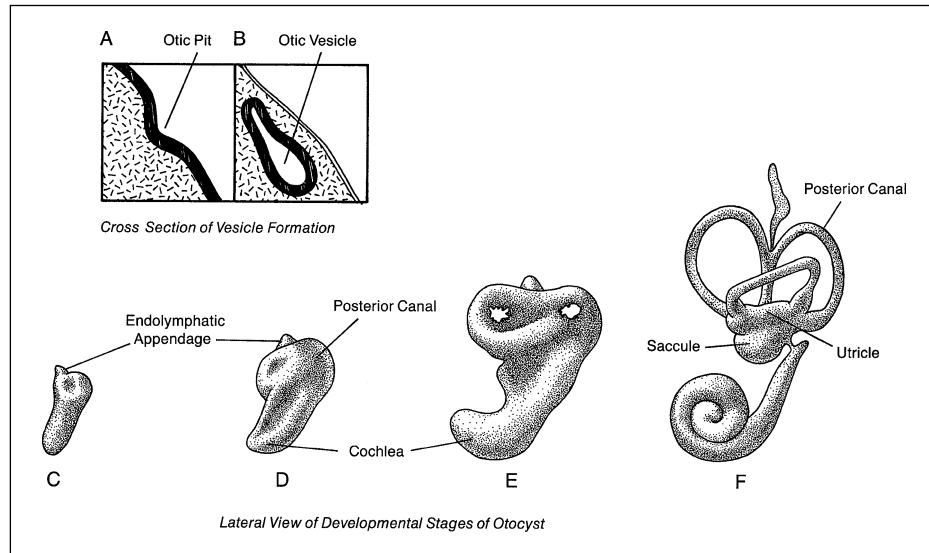 A
Otic Pit
B
Otic Vesicle
Cross Section of Vesicle Formation
Posterior Canal
Endolymphatic
Appendage
Posterior Canal
Saccule
Utricle
Cochlea
C
D
E
F
Lateral View of Developmental Stages of Otocyst